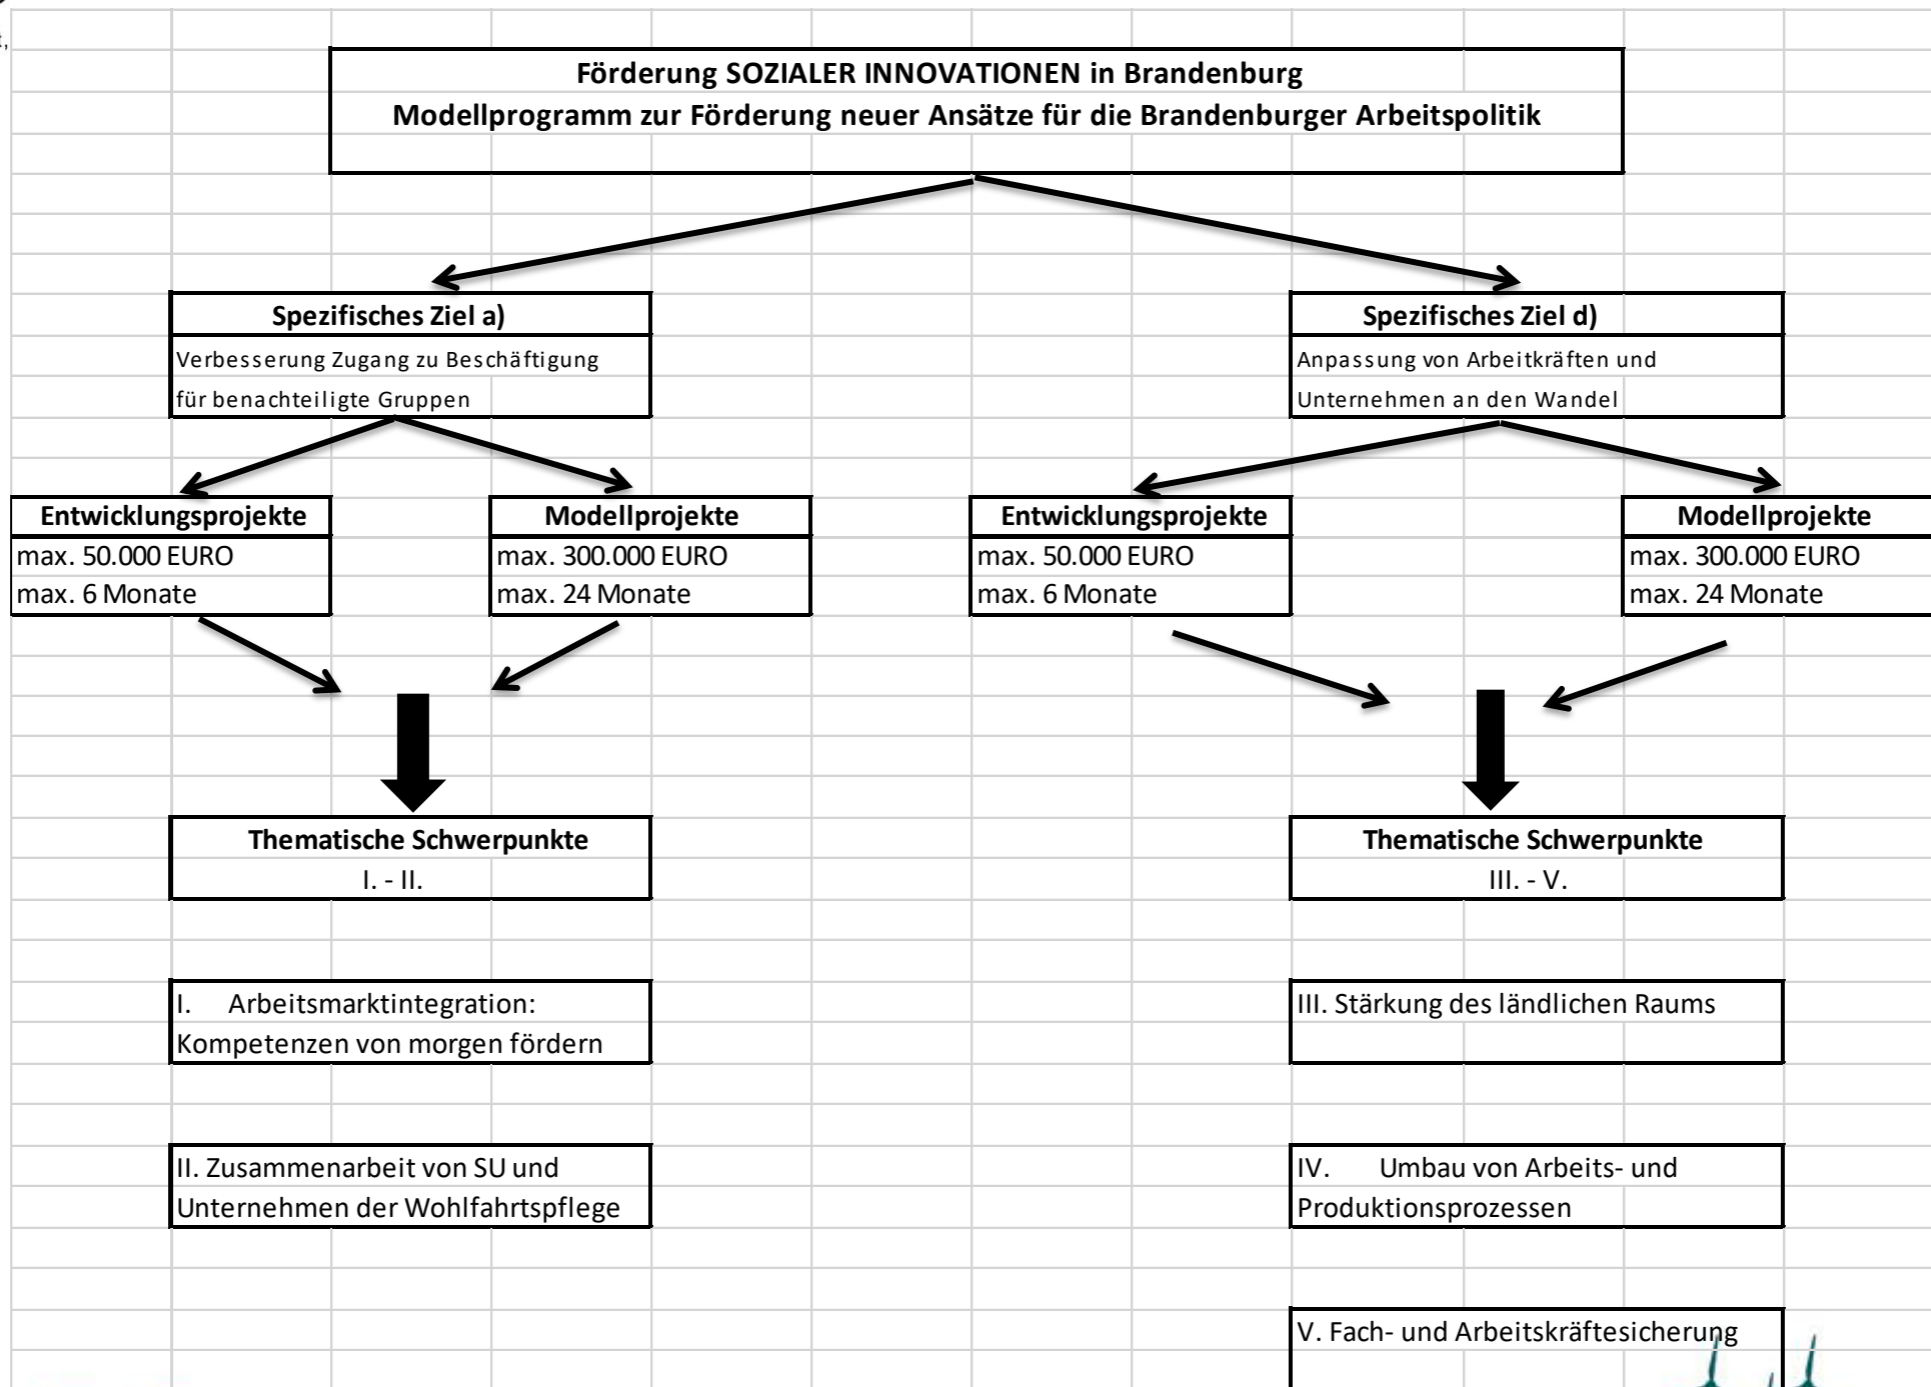 Förderung SOZIALER INNOVATIONEN in Brandenburg
Modellprogramm zur Förderung neuer Ansätze für die Brandenburger Arbeitspolitik
Spezifisches Ziel a)
Verbesserung Zugang zu Beschäftigung
für benachteiligte Gruppen
Spezifisches Ziel d)
Anpassung von Arbeitkräften und
Unternehmen an den Wandel
Entwicklungsprojekte
max. 50.000 EURO
max. 6 Monate
Modellprojekte
max. 300.000 EURO
max. 24 Monate
Entwicklungsprojekte
max. 50.000 EURO
max. 6 Monate
Modellprojekte
max. 300.000 EURO
max. 24 Monate
Thematische Schwerpunkte
I. - II.
Thematische Schwerpunkte
III. - V.
I. Arbeitsmarktintegration:
Kompetenzen von morgen fördern
III. Stärkung des ländlichen Raums
II. Zusammenarbeit von SU und
Unternehmen der Wohlfahrtspflege
IV. Umbau von Arbeits- und
Produktionsprozessen
V. Fach- und Arbeitskräftesicherung